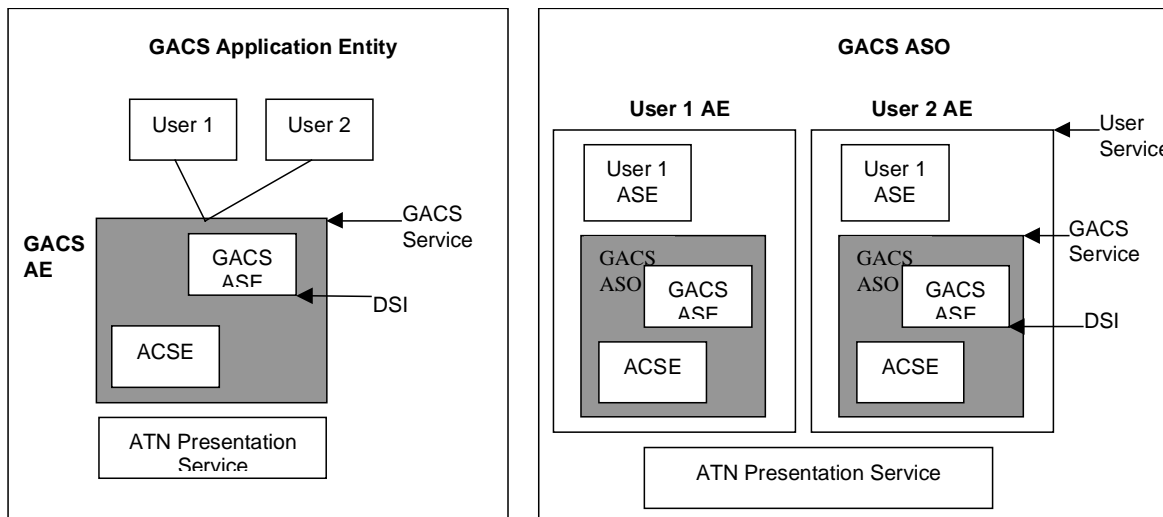 GACS Application Entity
User 1
User 2
GACS
Service
GACS
AE
GACS
ASE
DSI
ACSE
ATN Presentation
Service
GACS ASO
User 1 AE
User 2 AE
User
Service
User 1
ASE
User 2
ASE
GACS
Service
GACS
ASO
GACS
ASE
GACS
ASO
GACS
ASE
DSI
ACSE
ACSE
ATN Presentation Service